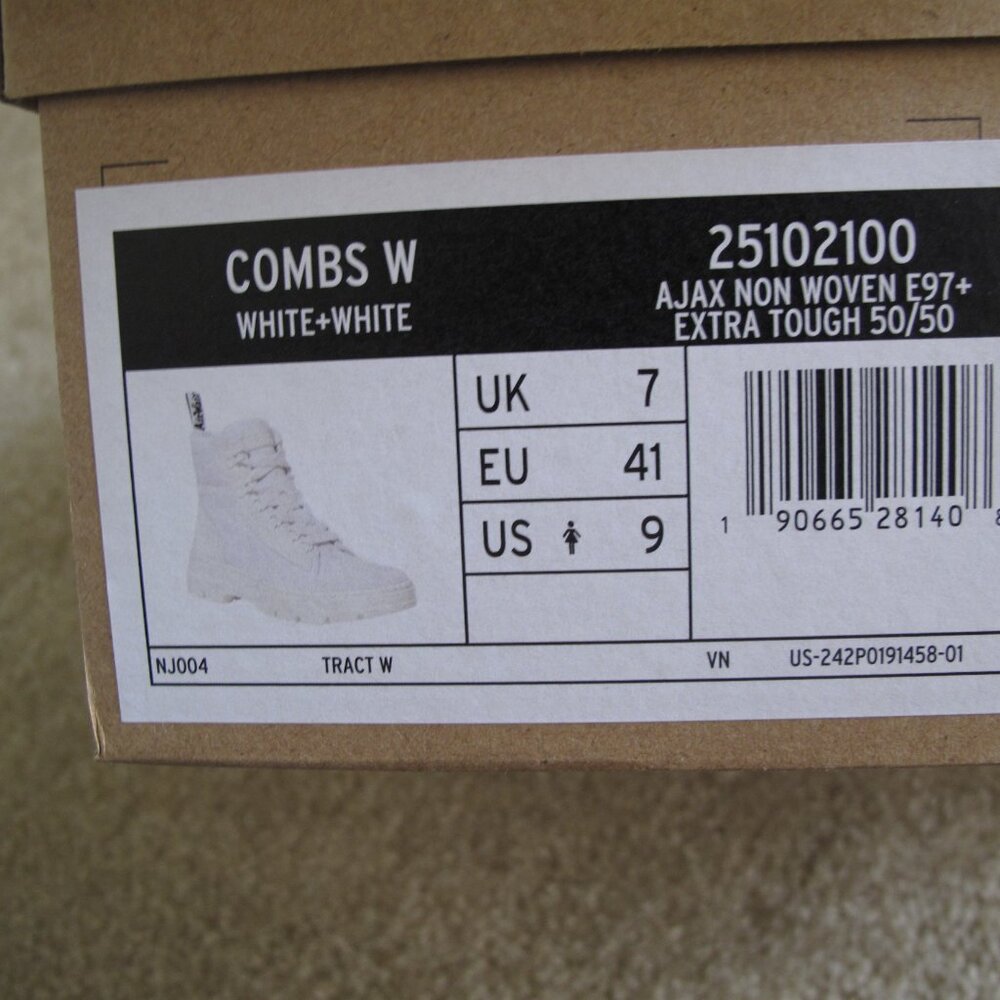 COMBS W
WHITE+WHITE
25102100
AJAX NON WOVEN E97+
EXTRA TOUGH 50/50
AirWair
UK 7
EU 41
US 9
1 90665 28140 8
NJ004 TRACT W VN US-242P0191458-01